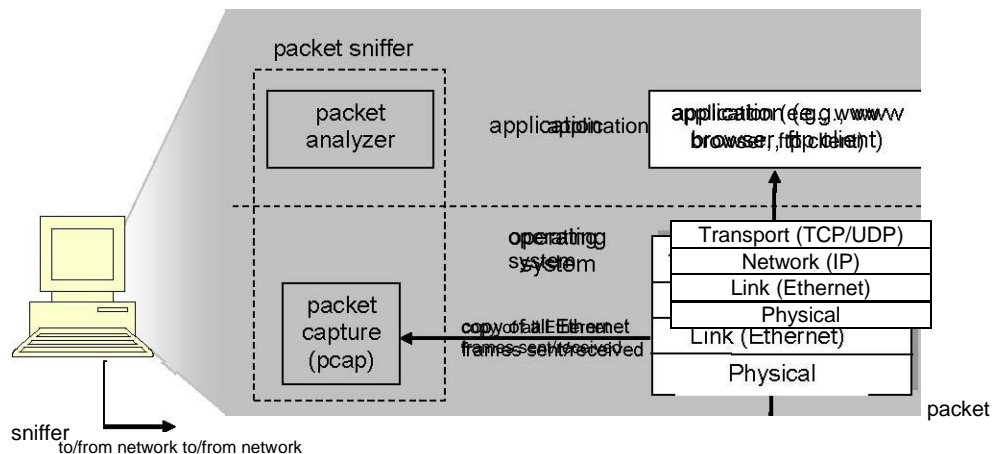 packet sniffer
packet
analyzer
application
application
application (e.g., www
browser, ftp client)
operating
system
packet
capture
(pcap)
copy of all Ethernet
frames sent/received
Transport (TCP/UDP)
Network (IP)
Link (Ethernet)
Physical
Link (Ethernet)
Physical
packet
sniffer
to/from network to/from network